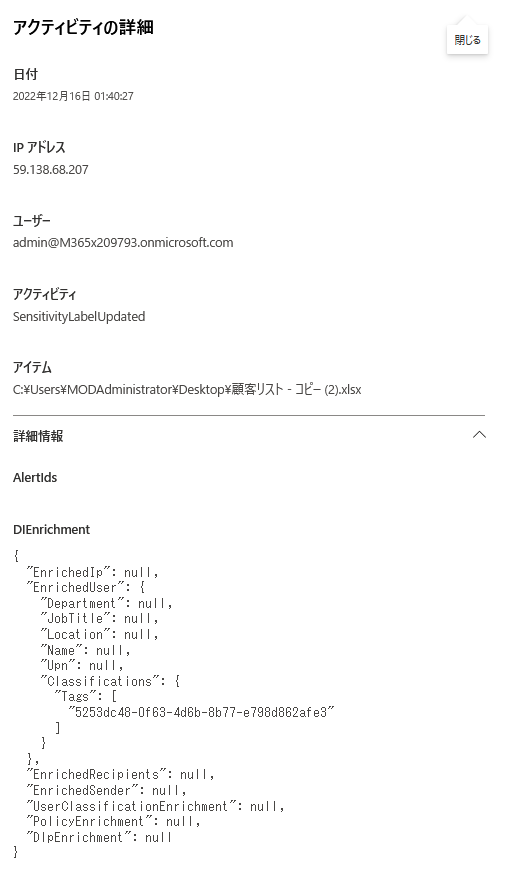 アクティビティの詳細
閉じる
日付
2022年12月16日 01:40:27
IP アドレス
59.138.68.207
ユーザー
admin@M365x209793.onmicrosoft.com
アクティビティ
SensitivityLabelUpdated
アイテム
C:¥Users¥MODAdministrator¥Desktop¥顧客リスト - コピー (2).xlsx
詳細情報
AlertIds
DIEnrichment
{
  "EnrichedIp": null,
  "EnrichedUser": {
    "Department": null,
    "JobTitle": null,
    "Location": null,
    "Name": null,
    "Upn": null,
    "Classifications": {
      "Tags": [
        "5253dc48-0f63-4d6b-8b77-e798d862afe3"
      ]
    }
  },
  "EnrichedRecipients": null,
  "EnrichedSender": null,
  "UserClassificationEnrichment": null,
  "PolicyEnrichment": null,
  "DlpEnrichment": null
}